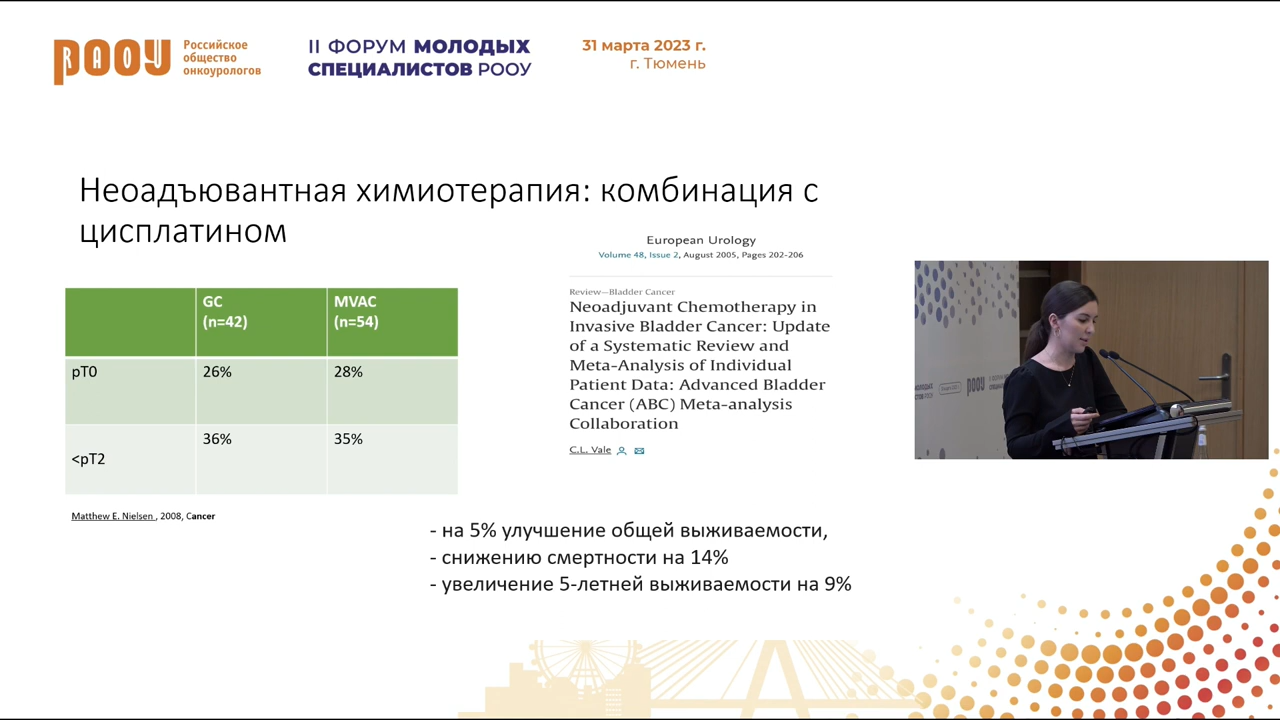 РООУ
RAOU
Российское
общество
онкоурологов
II ФОРУМ МОЛОДЫХ
СПЕЦИАЛИСТОВ РООУ
31 марта 2023 г.
г. Тюмень
Неоадъювантная химиотерапия: комбинация с
цисплатином
GC
(n=42)
MVAC
(n=54)
pT0
26%
28%
<pT2
36%
35%
Matthew E. Nielsen , 2008, Cancer
European Urology
Volume 48, Issue 2, August 2005, Pages 202-206
Review—Bladder Cancer
Neoadjuvant Chemotherapy in
Invasive Bladder Cancer: Update
of a Systematic Review and
Meta-Analysis of Individual
Patient Data: Advanced Bladder
Cancer (ABC) Meta-analysis
Collaboration
C.L. Vale
- на 5% улучшение общей выживаемости,
- снижению смертности на 14%
- увеличение 5-летней выживаемости на 9%
РООУ